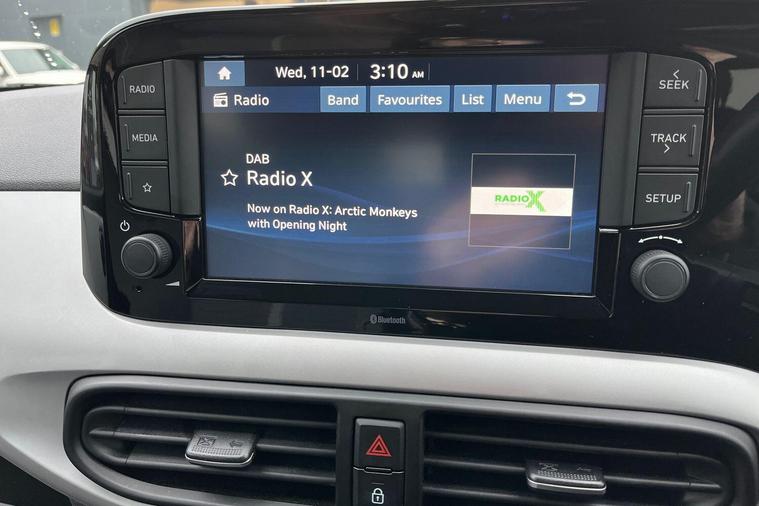 Wed, 11-02 3:10 AM
Radio Band Favourites List Menu
DAB
Radio X
Now on Radio X: Arctic Monkeys
with Opening Night
RADIO X
RADIO
MEDIA
SEEK
TRACK
SETUP
Bluetooth